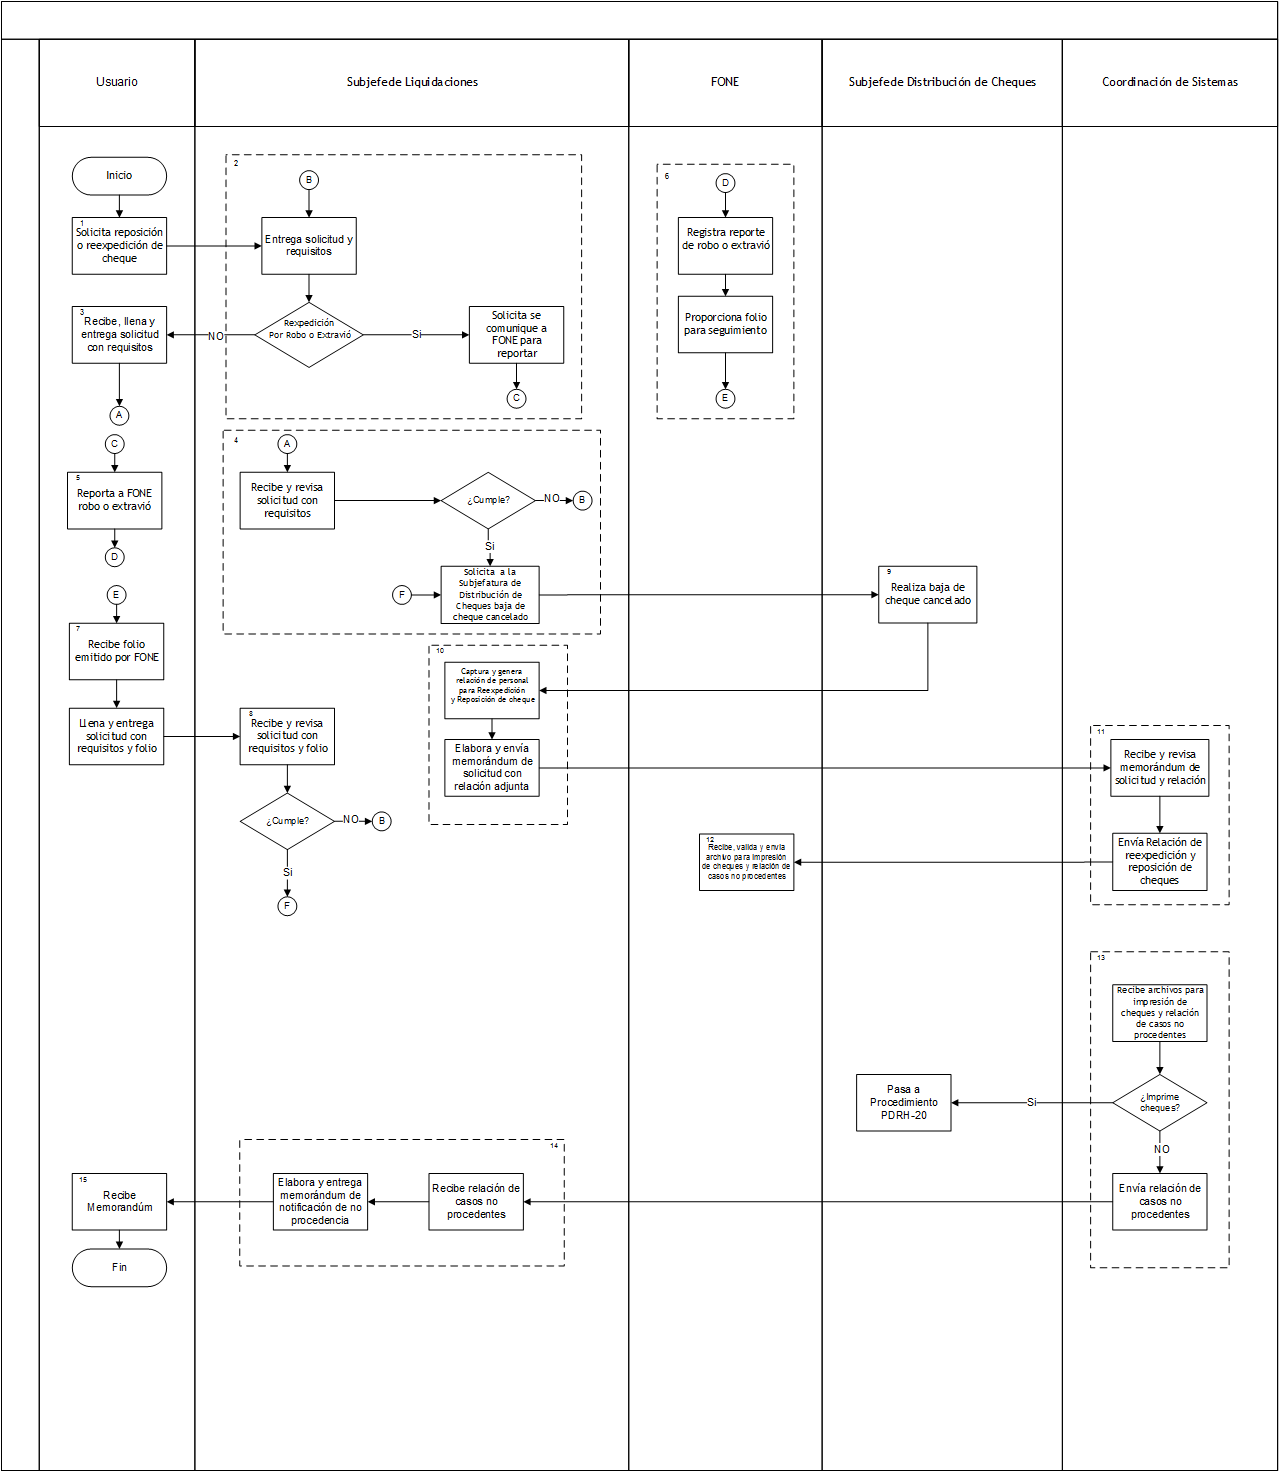 Usuario
Subjefede Liquidaciones
FONE
Subjefede Distribución de Cheques
Coordinación de Sistemas
Inicio
1
Solicita reposición
o reexpedición de
cheque
2
B
Entrega solicitud y
requisitos
Rexpedición
Por Robo o Extravió
NO
Si
Solicita se
comunique a
FONE para
reportar
C
3
Recibe, llena y
entrega solicitud
con requisitos
A
6
D
Registra reporte
de robo o extravió
Proporciona folio
para seguimiento
E
C
5
Reporta a FONE
robo o extravió
D
4
A
Recibe y revisa
solicitud con
requisitos
¿Cumple?
NO
B
Si
F
Solicita a la
Subjefatura de
Distribución de
Cheques baja de
cheque cancelado
9
Realiza baja de
cheque cancelado
E
7
Recibe folio
emitido por FONE
Llena y entrega
solicitud con
requisitos y folio
8
Recibe y revisa
solicitud con
requisitos y folio
¿Cumple?
NO
B
Si
F
10
Captura y genera
relación de personal
para Reexpedición
y Reposición de cheque
Elabora y envía
memorándum de
solicitud con
relación adjunta
11
Recibe y revisa
memorándum de
solicitud y relación
Envía Relación de
reexpedición y
reposición de
cheques
12
Recibe, valida y envía
archivo para impresión
de cheques y relación de
casos no procedentes
13
Recibe archivos para
impresión de
cheques y relación
de casos no
procedentes
¿Imprime
cheques?
Si
NO
Pasa a
Procedimiento
PDRH-20
Envía relación de
casos no
procedentes
14
Recibe relación de
casos no
procedentes
Elabora y entrega
memorándum de
notificación de no
procedencia
15
Recibe
Memorandúm
Fin